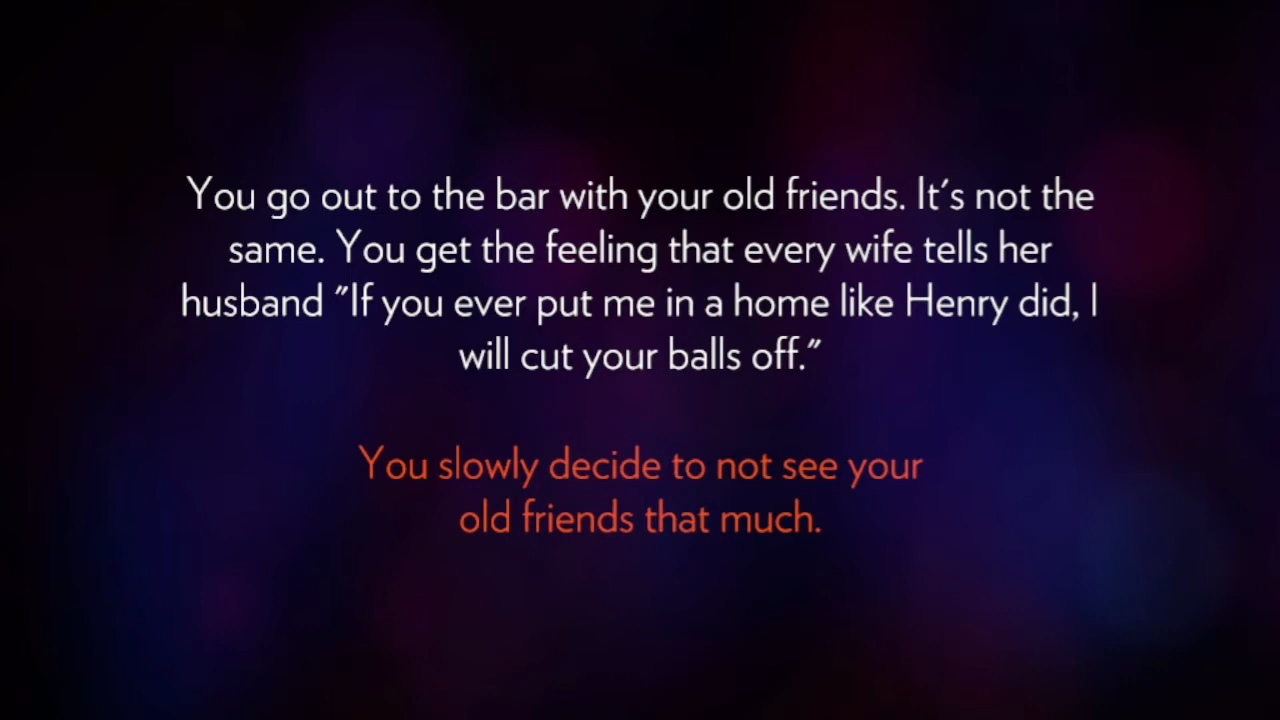 You go out to the bar with your old friends. It's not the
same. You get the feeling that every wife tells her
husband "If you ever put me in a home like Henry did, I
will cut your balls off."
You slowly decide to not see your
old friends that much.